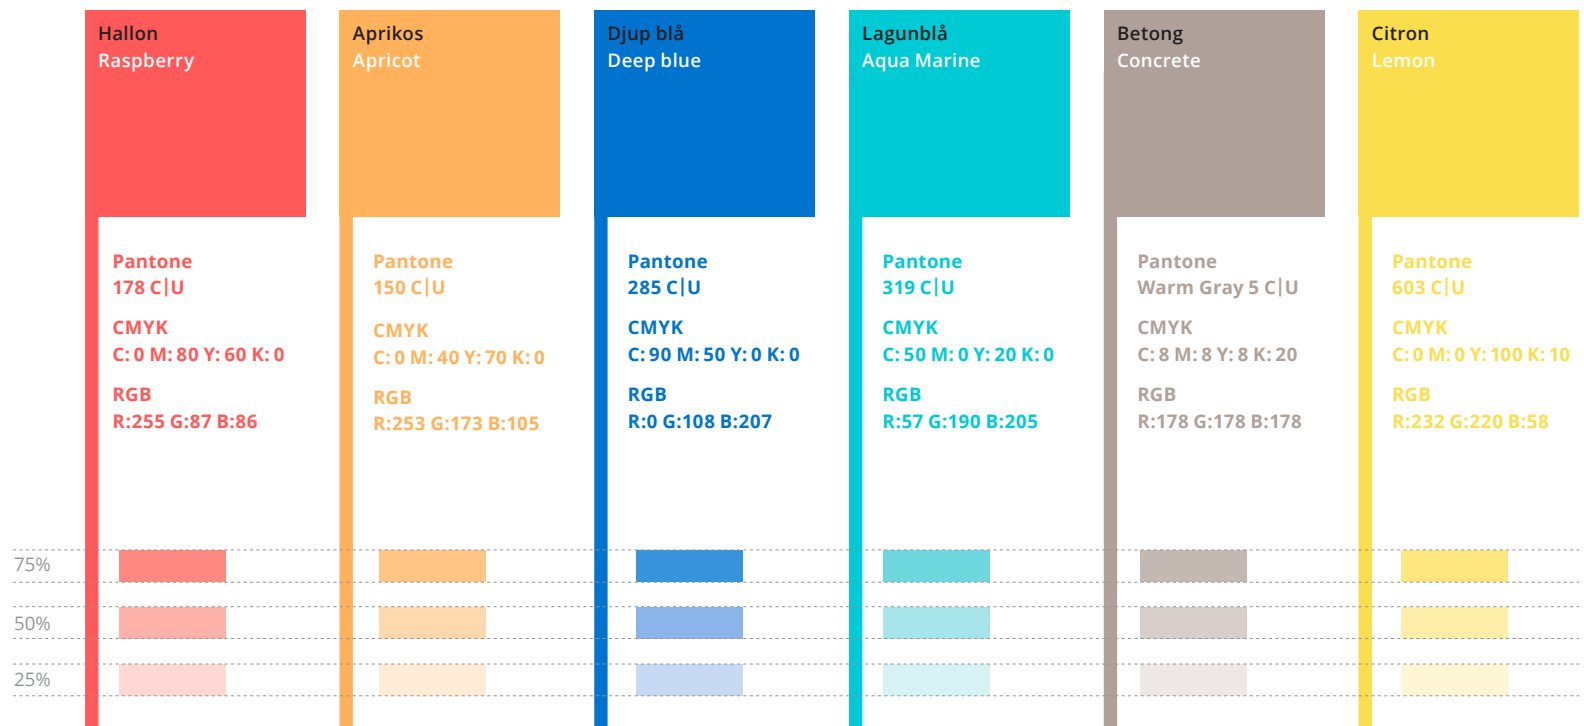 Hallon
Raspberry
Pantone
178 C|U
CMYK
C: 0 M: 80 Y: 60 K: 0
RGB
R:255 G:87 B:86
Aprikos
Apricot
Pantone
150 C|U
CMYK
C: 0 M: 40 Y: 70 K: 0
RGB
R:253 G:173 B:105
Djup blå
Deep blue
Pantone
285 C|U
CMYK
C: 90 M: 50 Y: 0 K: 0
RGB
R:0 G:108 B:207
Lagunblå
Aqua Marine
Pantone
319 C|U
CMYK
C: 50 M: 0 Y: 20 K: 0
RGB
R:57 G:190 B:205
Betong
Concrete
Pantone
Warm Gray 5 C|U
CMYK
C: 8 M: 8 Y: 8 K: 20
RGB
R:178 G:178 B:178
Citron
Lemon
Pantone
603 C|U
CMYK
C: 0 M: 0 Y: 100 K: 10
RGB
R:232 G:220 B:58
75%
50%
25%